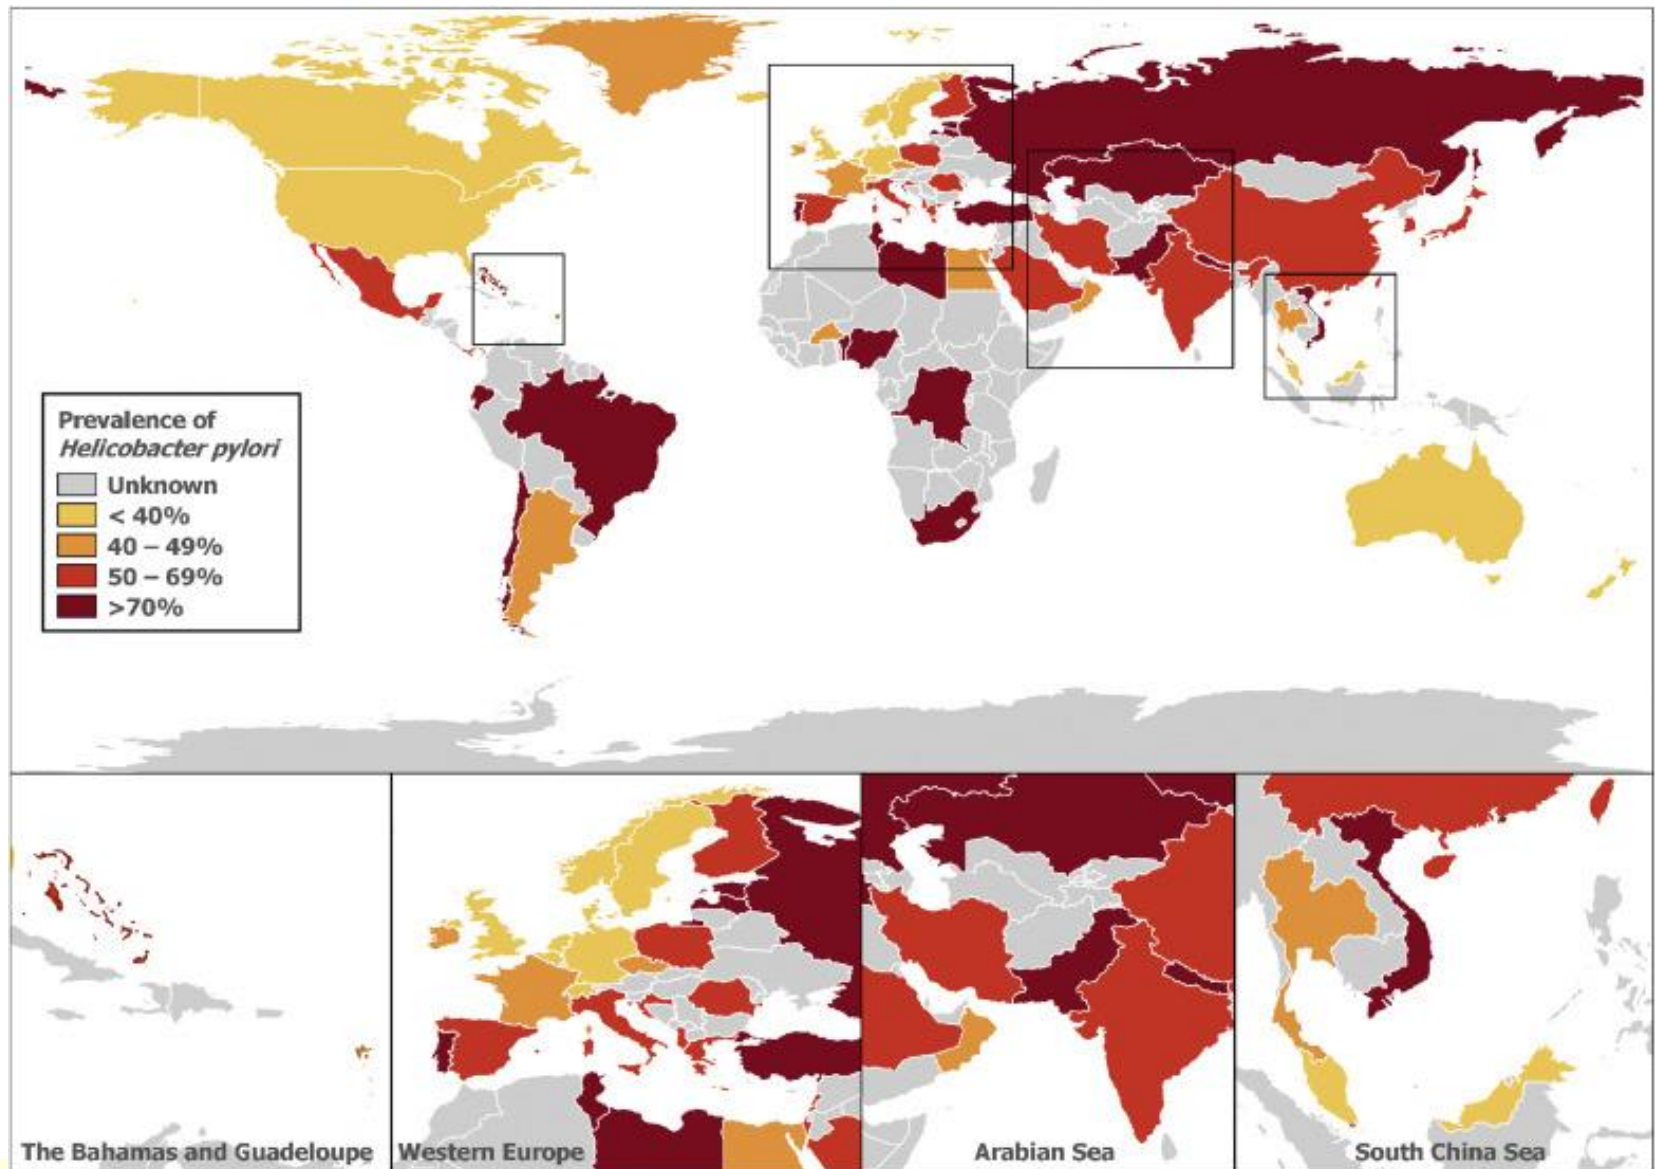 Prevalence of
Helicobacter pylori
Unknown
< 40%
40 – 49%
50 – 69%
>70%
The Bahamas and Guadeloupe
Western Europe
Arabian Sea
South China Sea